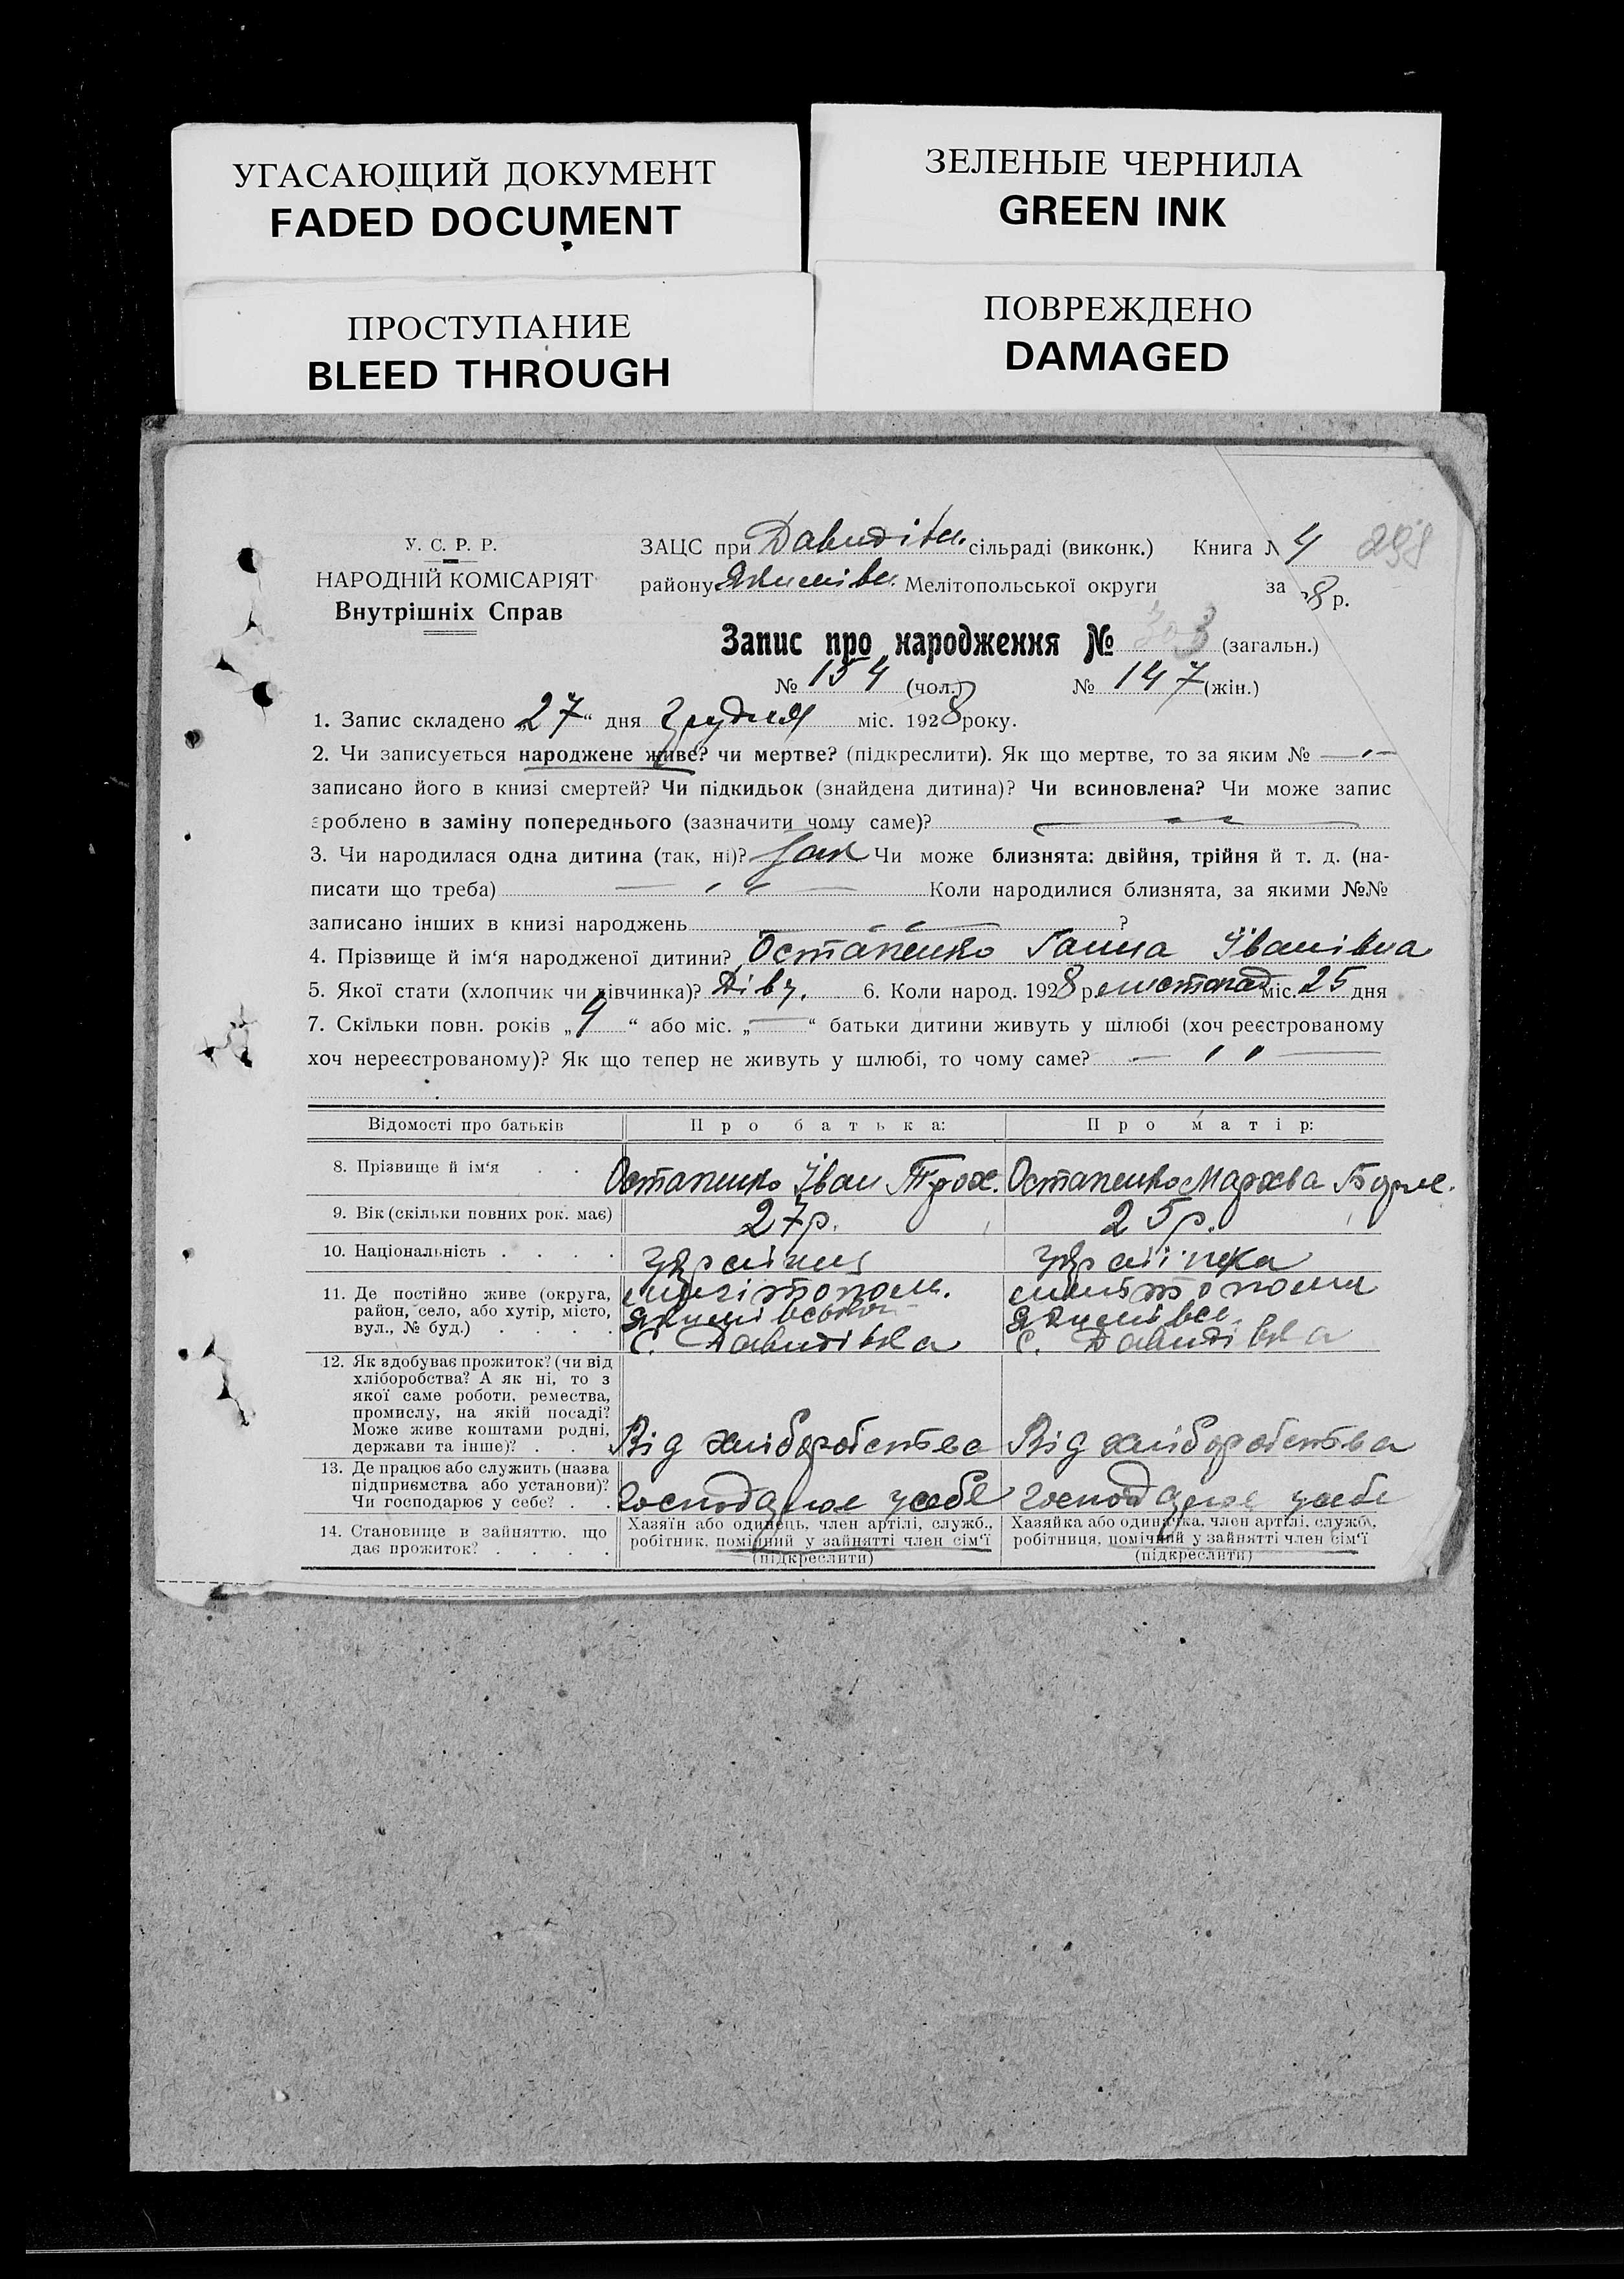 УГАСАЮЩИЙ ДОКУМЕНТ
FADED DOCUMENT
ЗЕЛЕНЫЕ ЧЕРНИЛА
GREEN INK
ПРОСТУПАНИЕ
BLEED THROUGH
ПОВРЕЖДЕНО
DAMAGED
У. С. Р. Р.
НАРОДНІЙ КОМІСАРІЯТ
Внутрішніх Справ
ЗАЦС при Давидівск. сільраді (виконк.) Книга № 4
району Якимівс. Мелітопольської округи за 28 р.
Запис про народження № 303 (загальн.)
№ 154 (чол.) № 147 (жін.)
1. Запис складено „27“ дня грудня міс. 1928 року.
2. Чи записується народжене живе? чи мертве? (підкреслити). Як що мертве, то за яким №
записано його в книзі смертей? Чи підкидьок (знайдена дитина)? Чи всиновлена? Чи може запис
зроблено в заміну попереднього (зазначити чому саме)?
3. Чи народилася одна дитина (так, ні)? так Чи може близнята: двійня, трійня й т. д. (на-
писати що треба) Коли народилися близнята, за якими №№
записано інших в книзі народжень ?
4. Прізвище й ім‘я народженої дитини? Остапенко Ганна Іванівна
5. Якої стати (хлопчик чи дівчинка)? Дівч. 6. Коли народ. 1928 р. листопад міс. 25 дня
7. Скільки повн. років „4“ або міс. „—“ батьки дитини живуть у шлюбі (хоч реєстрованому
хоч нереєстрованому)? Як що тепер не живуть у шлюбі, то чому саме?
Відомості про батьків Про батька: Про матір:
8. Прізвище й ім‘я . . Остапенко Іван Трох. Остапенко Мархва
9. Вік (скільки повних рок. має) 27р. 25р.
10. Національність . . . . українец україінка
11. Де постійно живе (округа,
район, село, або хутір, місто,
вул., № буд.) . . . .
мелітополь.
Якимівської
с. Давидівка
мелітополи
Якимівсь.
с. Давидівка
12. Як здобуває прожиток? (чи від
хліборобства? А як ні, то з
якої саме роботи, ремества,
промислу, на якій посаді?
Може живе коштами родні,
держави та інше)? . . . Від хліборобства Від хліборобства
13. Де працює або служить (назва
підприємства або установи)?
Чи господарює у себе? . . Господарює усебе Господарює усебе
14. Становище в зайняттю, що
дає прожиток? . . . .
Хазяїн або одинець, член артілі, служб.,
робітник, помічний у зайнятті член сім‘ї
(підкреслити)
Хазяйка або одиначка, член артілі, служб.,
робітниця, помічний у зайнятті член сім‘ї
(підкреслити)